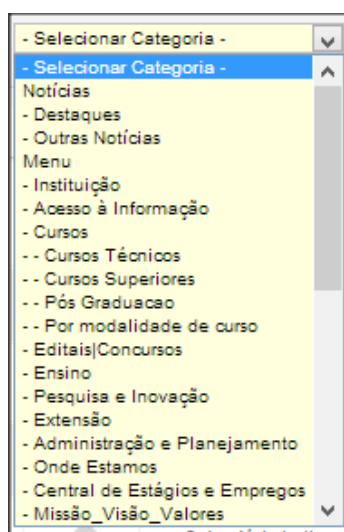 - Selecionar Categoria -
- Selecionar Categoria -
Notícias
- Destaques
- Outras Notícias
Menu
- Instituição
- Acesso à Informação
- Cursos
- - Cursos Técnicos
- - Cursos Superiores
- - Pós Graduacao
- - Por modalidade de curso
- Editais|Concursos
- Ensino
- Pesquisa e Inovação
- Extensão
- Administração e Planejamento
- Onde Estamos
- Central de Estágios e Empregos
- Missão_Visão_Valores